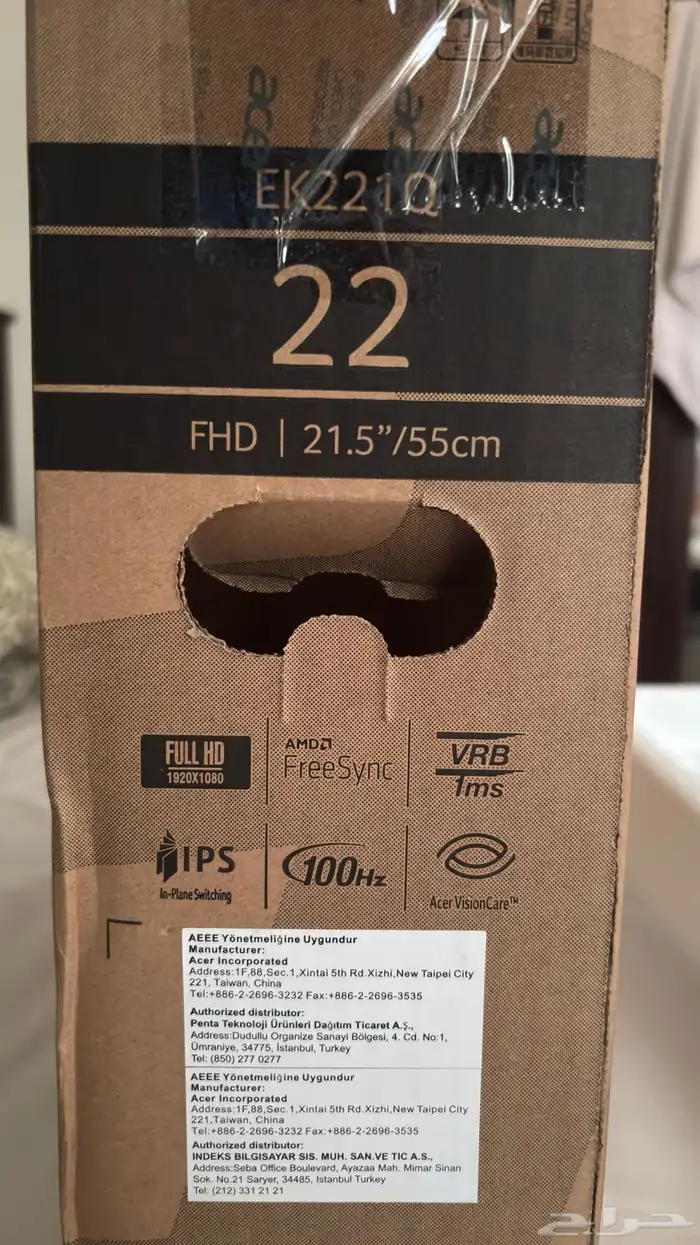 acer
acer
acer
EK221Q
22
FHD | 21.5”/55cm
FULL HD
1920X1080
AMD
FreeSync
VRB
1ms
IPS
In-Plane Switching
100Hz
Acer VisionCare™
AEEE Yönetmeliğine Uygundur
Manufacturer:
Acer Incorporated
Address:1F,88,Sec.1,Xintai 5th Rd.Xizhi,New Taipei City
221, Taiwan, China
Tel:+886-2-2696-3232 Fax:+886-2-2696-3535
Authorized distributor:
Penta Teknoloji Ürünleri Dağıtım Ticaret A.Ş.,
Address:Dudullu Organize Sanayi Bölgesi, 4. Cd. No:1,
Ümraniye, 34775, İstanbul, Turkey
Tel: (850) 277 0277
AEEE Yönetmeliğine Uygundur
Manufacturer:
Acer Incorporated
Address:1F,88,Sec.1,Xintai 5th Rd.Xizhi,New Taipei City
221,Taiwan, China
Tel:+886-2-2696-3232 Fax:+886-2-2696-3535
Authorized distributor:
INDEKS BILGISAYAR SIS. MUH. SAN.VE TIC A.S.,
Address:Seba Office Boulevard, Ayazaa Mah. Mimar Sinan
Sok. No.21 Saryer, 34485, Istanbul Turkey
Tel: (212) 331 21 21
حراج